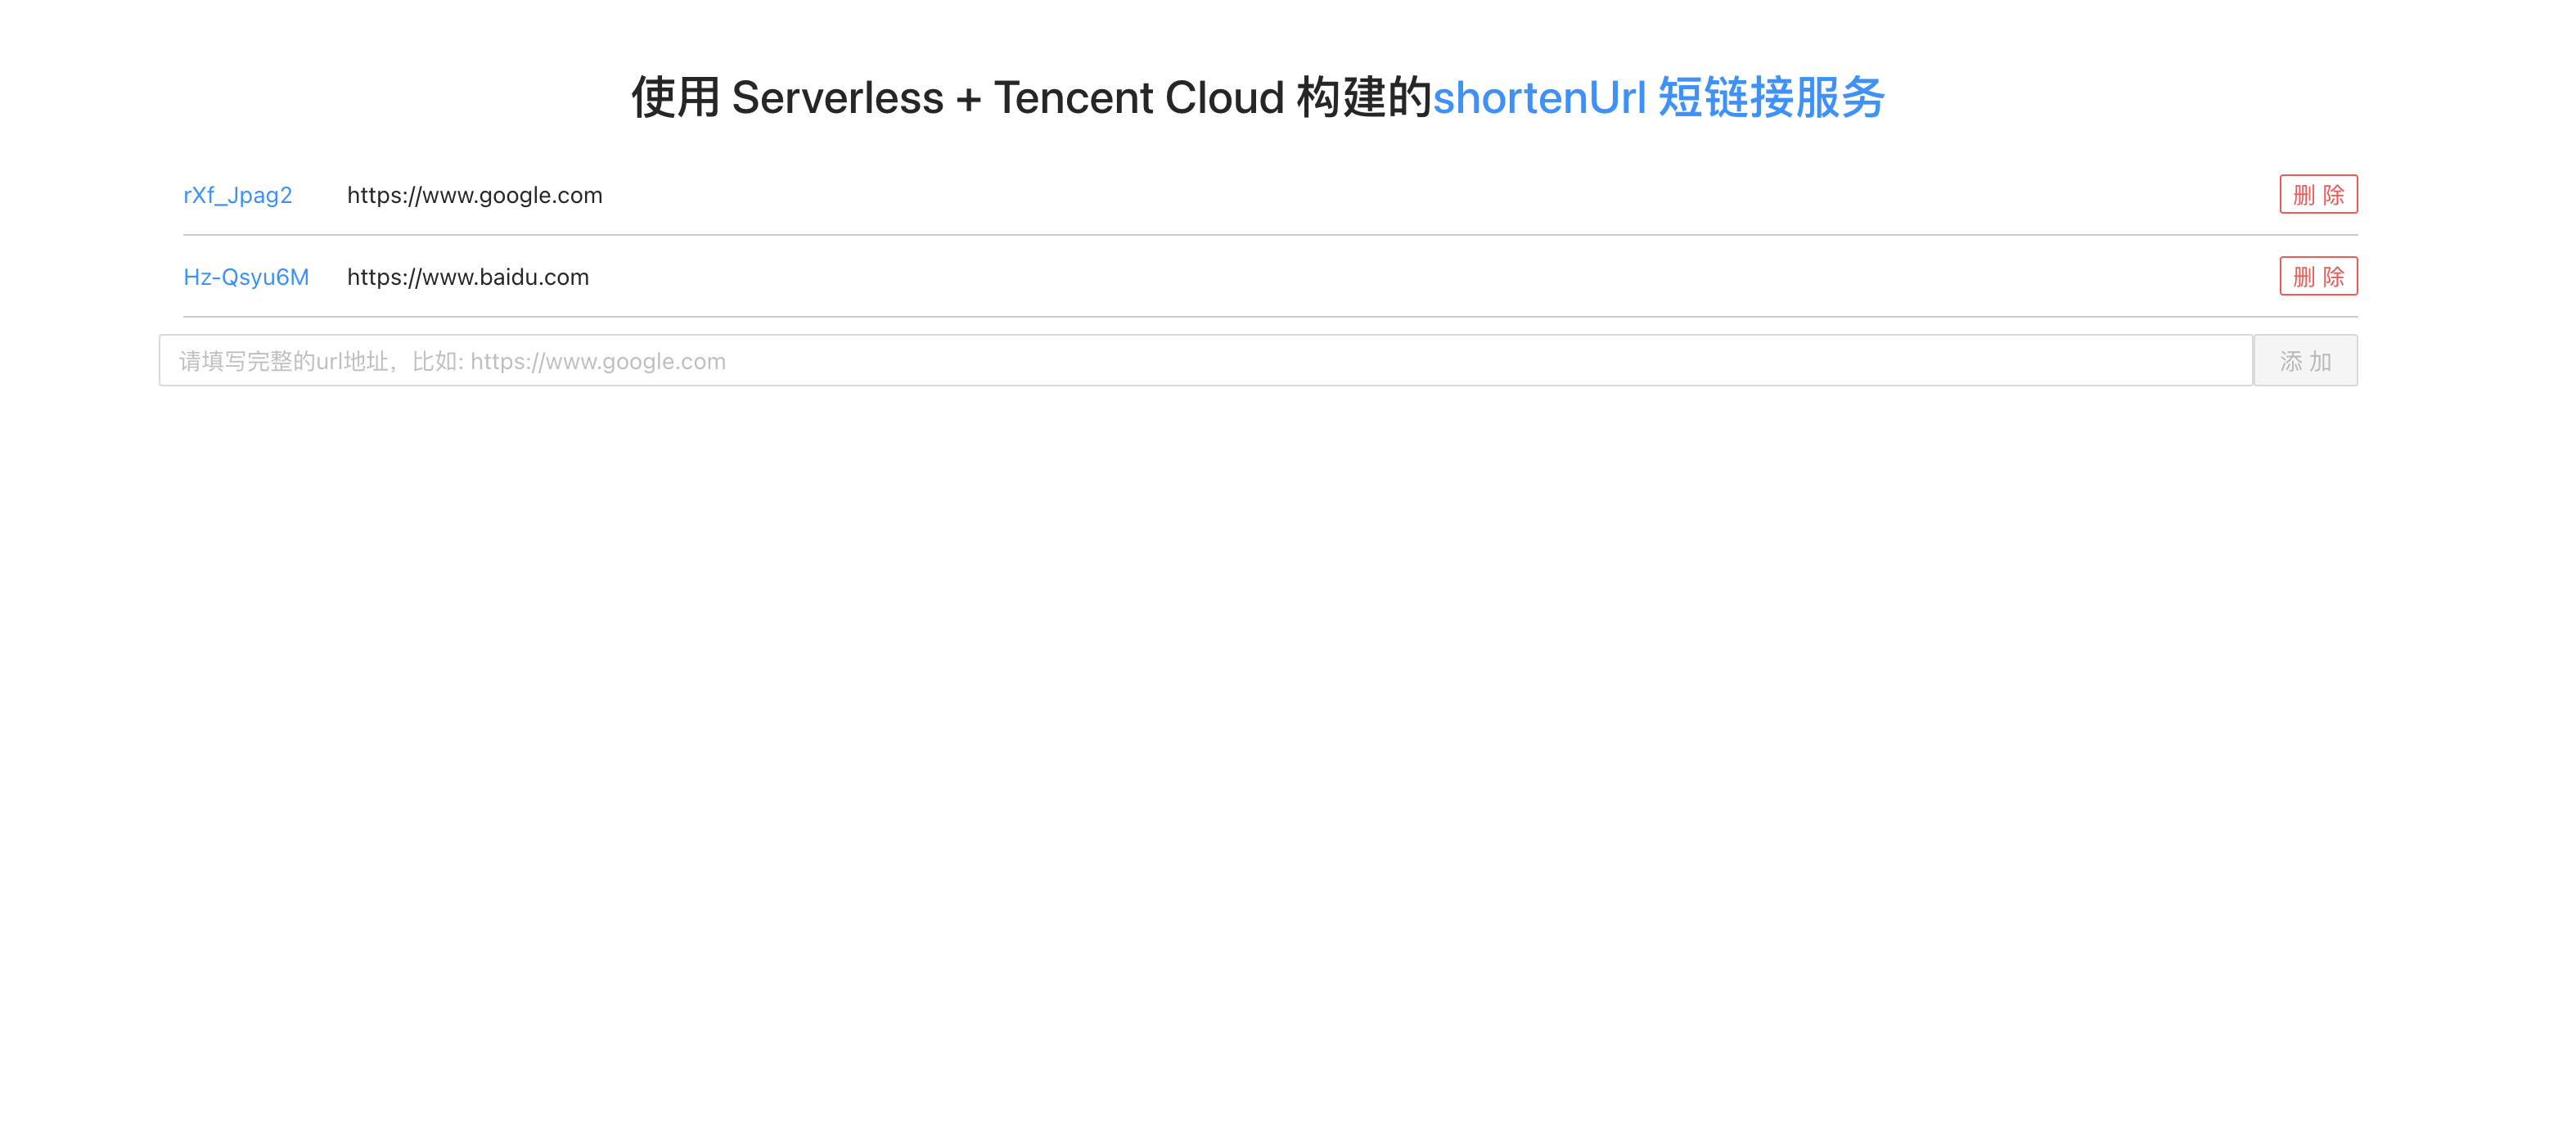 使用 Serverless + Tencent Cloud 构建的shortenUrl 短链接服务
rXf_Jpag2 https://www.google.com 删 除
Hz-Qsyu6M https://www.baidu.com 删 除
请填写完整的url地址，比如: https://www.google.com 添 加